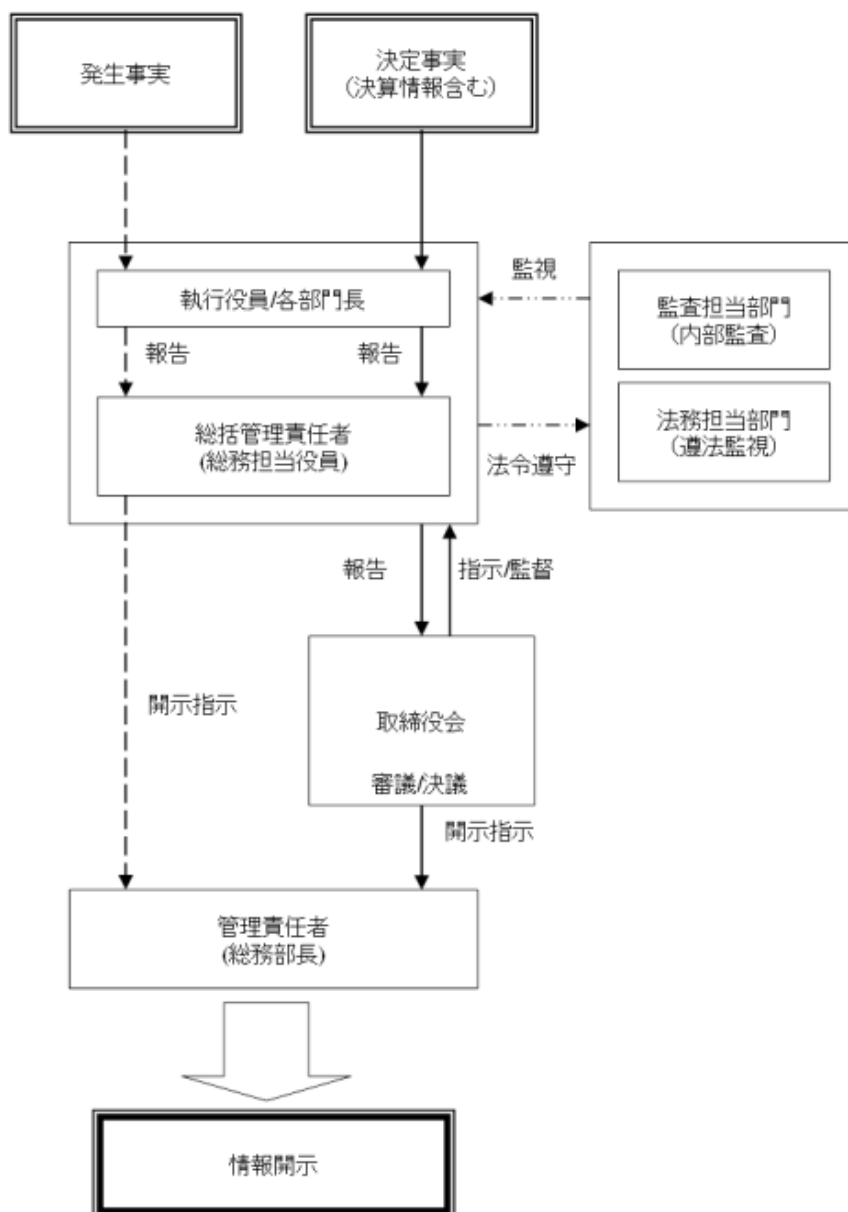 発生事実
決定事実
（決算情報含む）
執行役員/各部門長
監視
監査担当部門
（内部監査）
報告
報告
総括管理責任者
(総務担当役員)
法務担当部門
（遵法監視）
法令遵守
報告
指示/監督
開示指示
取締役会
審議/決議
開示指示
管理責任者
(総務部長)
情報開示